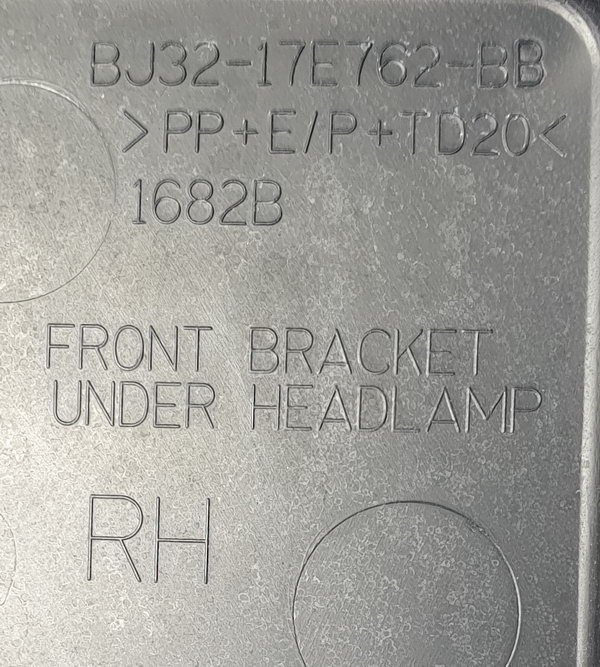 BJ32-17E762-BB
>PP+E/P+TD20<
1682B
FRONT BRACKET
UNDER HEADLAMP
RH